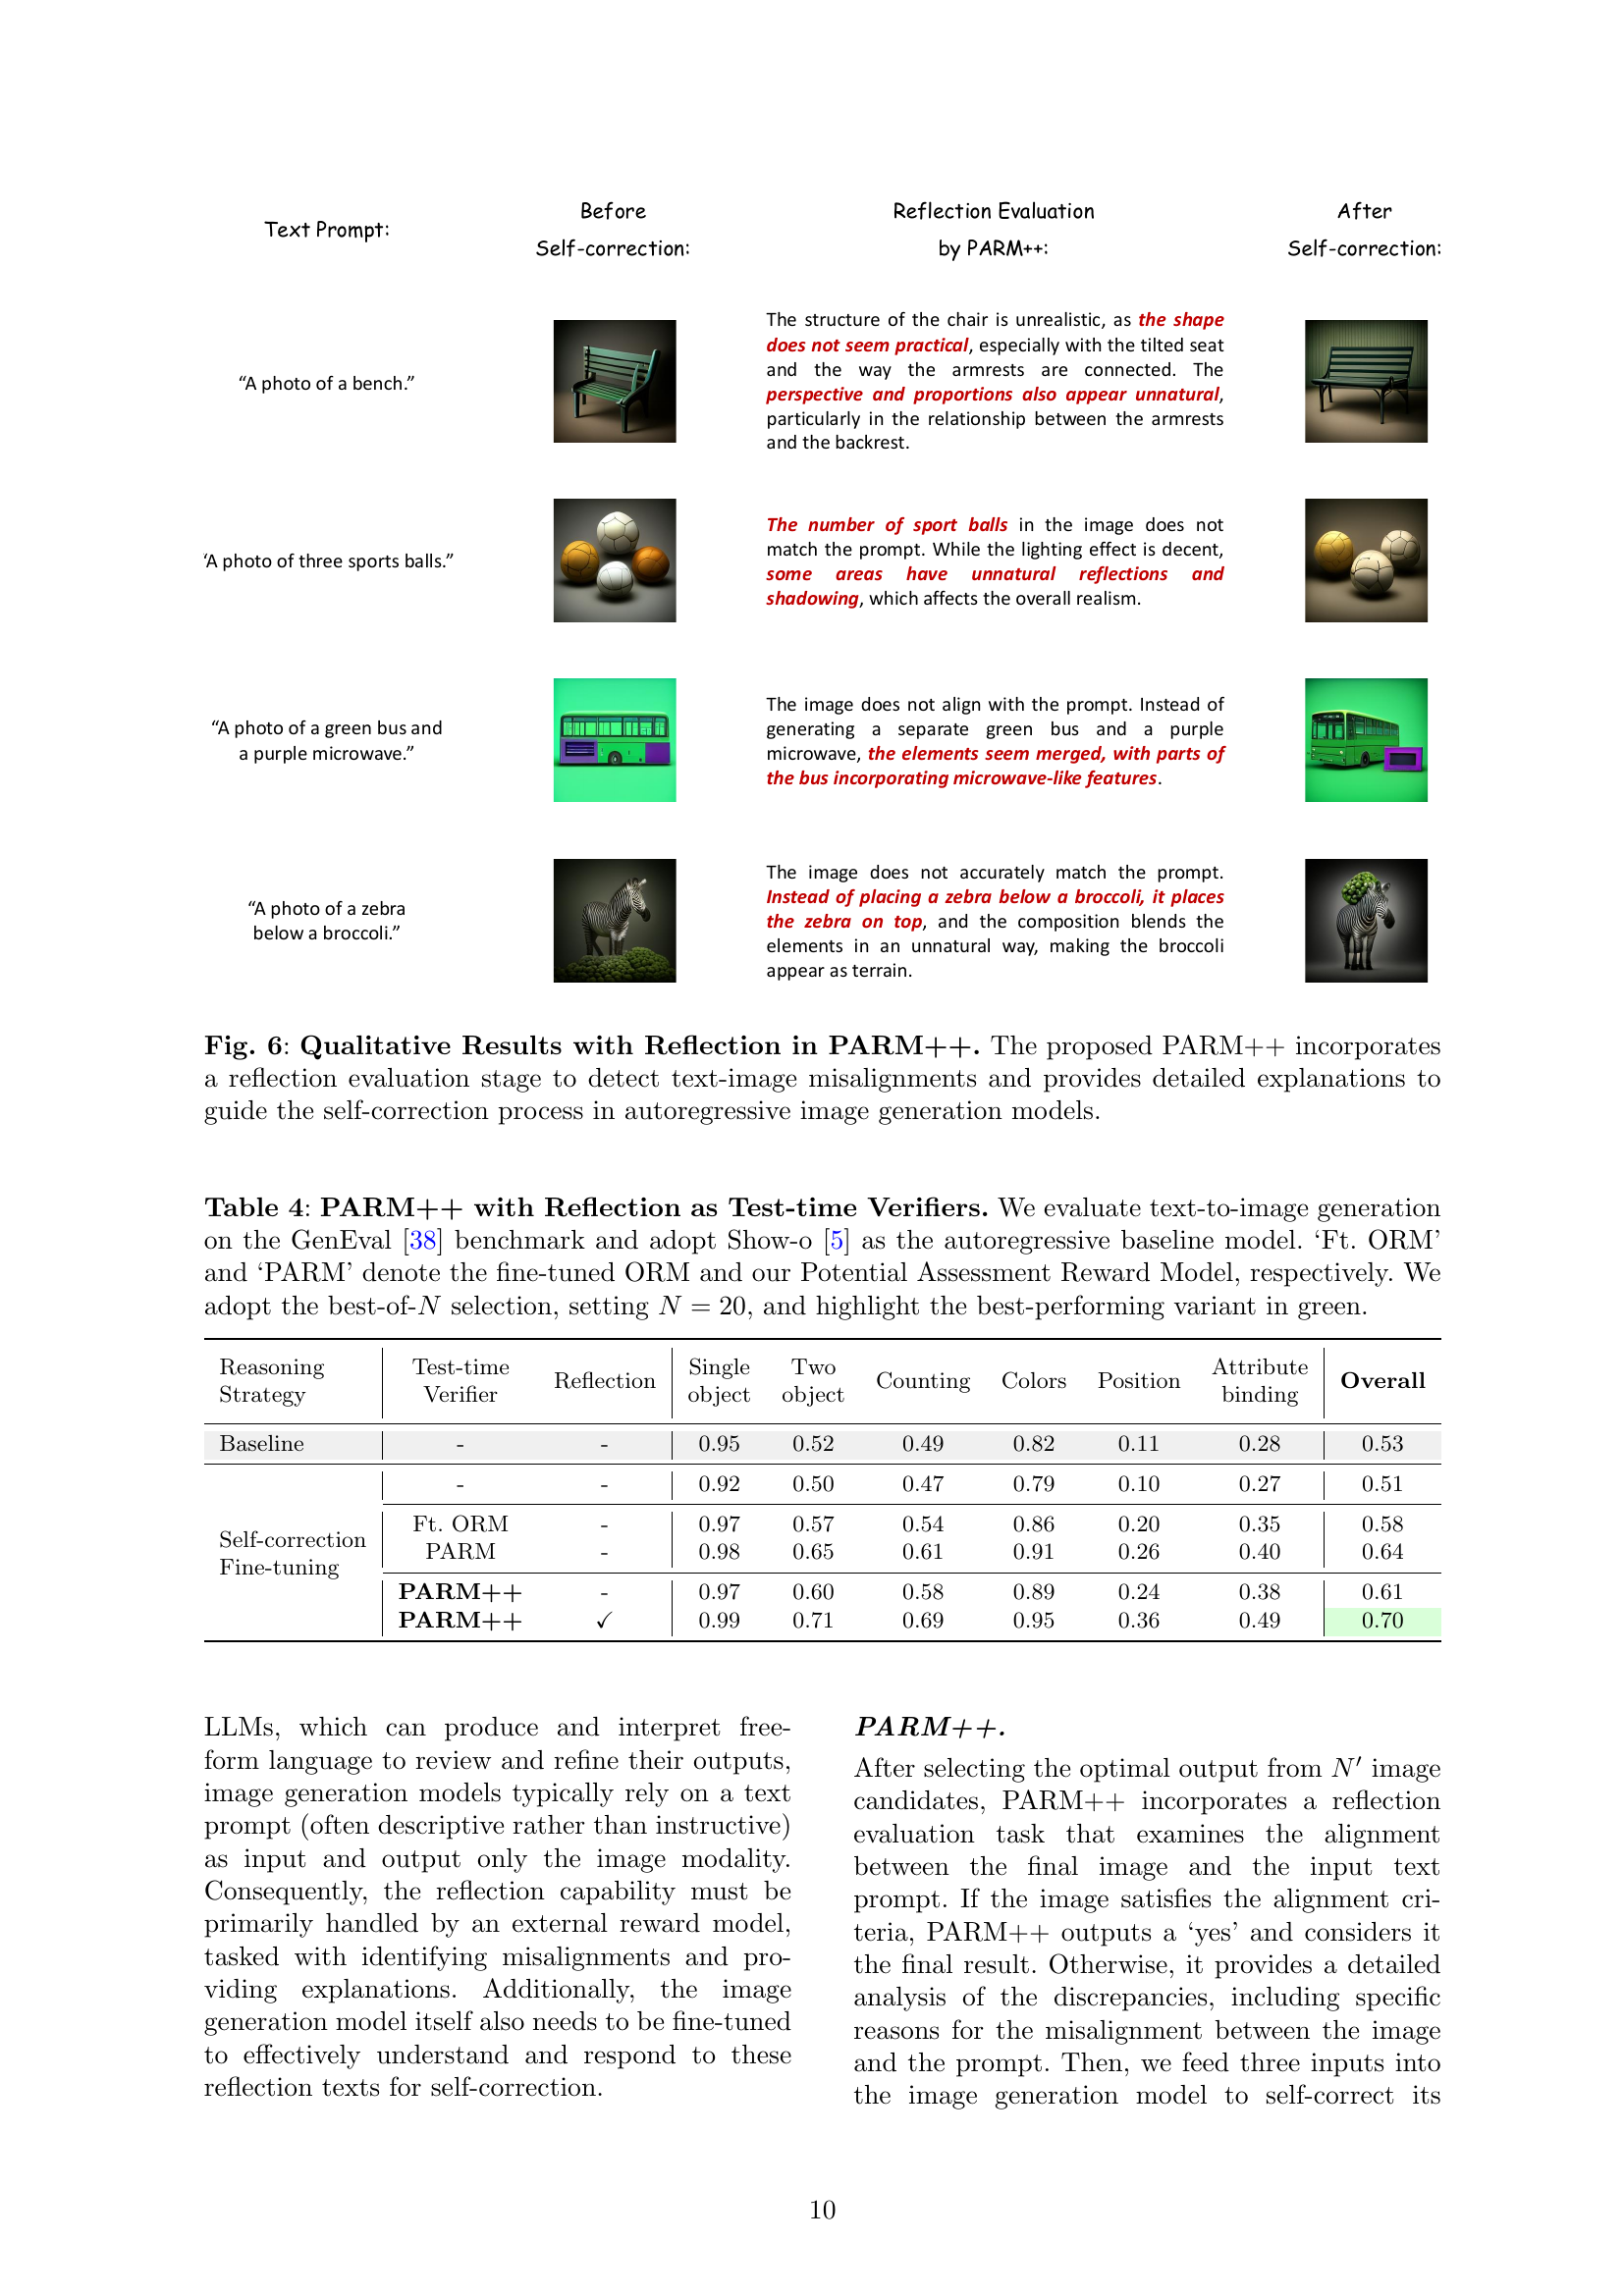 Text Prompt:
Before
Self-correction:
Reflection Evaluation
by PARM++:
After
Self-correction:
“A photo of a bench.”
The structure of the chair is unrealistic, as the shape
does not seem practical, especially with the tilted seat
and the way the armrests are connected. The
perspective and proportions also appear unnatural,
particularly in the relationship between the armrests
and the backrest.
‘A photo of three sports balls.”
The number of sport balls in the image does not
match the prompt. While the lighting effect is decent,
some areas have unnatural reflections and
shadowing, which affects the overall realism.
“A photo of a green bus and
a purple microwave.”
The image does not align with the prompt. Instead of
generating a separate green bus and a purple
microwave, the elements seem merged, with parts of
the bus incorporating microwave-like features.
“A photo of a zebra
below a broccoli.”
The image does not accurately match the prompt.
Instead of placing a zebra below a broccoli, it places
the zebra on top, and the composition blends the
elements in an unnatural way, making the broccoli
appear as terrain.
Fig. 6: Qualitative Results with Reflection in PARM++. The proposed PARM++ incorporates
a reflection evaluation stage to detect text-image misalignments and provides detailed explanations to
guide the self-correction process in autoregressive image generation models.
Table 4: PARM++ with Reflection as Test-time Verifiers. We evaluate text-to-image generation
on the GenEval [38] benchmark and adopt Show-o [5] as the autoregressive baseline model. ‘Ft. ORM’
and ‘PARM’ denote the fine-tuned ORM and our Potential Assessment Reward Model, respectively. We
adopt the best-of-N selection, setting N = 20, and highlight the best-performing variant in green.
Reasoning Strategy Test-time Verifier Reflection Single object Two object Counting Colors Position Attribute binding Overall
Baseline - - 0.95 0.52 0.49 0.82 0.11 0.28 0.53
- - 0.92 0.50 0.47 0.79 0.10 0.27 0.51
Self-correction Fine-tuning
Ft. ORM - 0.97 0.57 0.54 0.86 0.20 0.35 0.58
PARM - 0.98 0.65 0.61 0.91 0.26 0.40 0.64
PARM++ - 0.97 0.60 0.58 0.89 0.24 0.38 0.61
PARM++ ✓ 0.99 0.71 0.69 0.95 0.36 0.49 0.70
LLMs, which can produce and interpret free-
form language to review and refine their outputs,
image generation models typically rely on a text
prompt (often descriptive rather than instructive)
as input and output only the image modality.
Consequently, the reflection capability must be
primarily handled by an external reward model,
tasked with identifying misalignments and pro-
viding explanations. Additionally, the image
generation model itself also needs to be fine-tuned
to effectively understand and respond to these
reflection texts for self-correction.
PARM++.
After selecting the optimal output from N′ image
candidates, PARM++ incorporates a reflection
evaluation task that examines the alignment
between the final image and the input text
prompt. If the image satisfies the alignment cri-
teria, PARM++ outputs a ‘yes’ and considers it
the final result. Otherwise, it provides a detailed
analysis of the discrepancies, including specific
reasons for the misalignment between the image
and the prompt. Then, we feed three inputs into
the image generation model to self-correct its
10